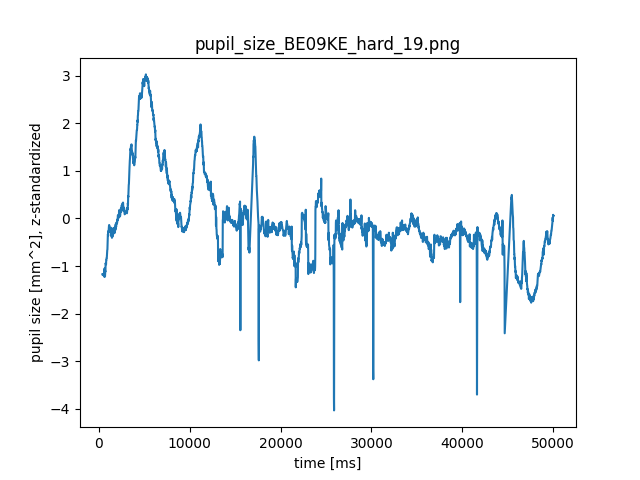 pupil_size_BE09KE_hard_19.png
pupil size [mm^2], z-standardized
3
2
1
0
−1
−2
−3
−4
0 10000 20000 30000 40000 50000
time [ms]